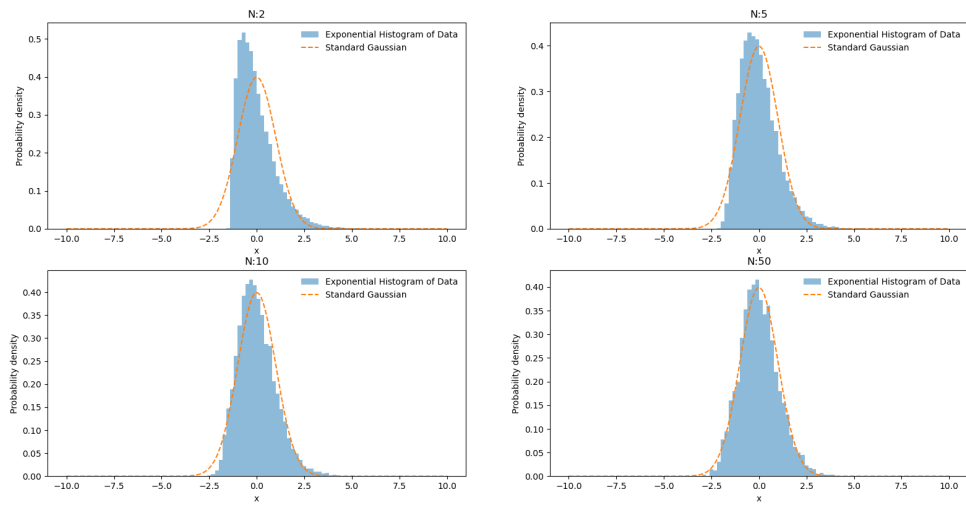 N:2
Exponential Histogram of Data
Standard Gaussian
Probability density
0.5
0.4
0.3
0.2
0.1
0.0
−10.0 −7.5 −5.0 −2.5 0.0 2.5 5.0 7.5 10.0
x
N:5
Exponential Histogram of Data
Standard Gaussian
Probability density
0.4
0.3
0.2
0.1
0.0
−10.0 −7.5 −5.0 −2.5 0.0 2.5 5.0 7.5 10.0
x
N:10
Exponential Histogram of Data
Standard Gaussian
Probability density
0.40
0.35
0.30
0.25
0.20
0.15
0.10
0.05
0.00
−10.0 −7.5 −5.0 −2.5 0.0 2.5 5.0 7.5 10.0
x
N:50
Exponential Histogram of Data
Standard Gaussian
Probability density
0.40
0.35
0.30
0.25
0.20
0.15
0.10
0.05
0.00
−10.0 −7.5 −5.0 −2.5 0.0 2.5 5.0 7.5 10.0
x